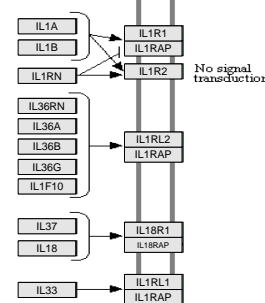 IL1A
IL1B
IL1RN
IL1R1
IL1RAP
IL1R2
No signal
transduction
IL36RN
IL36A
IL36B
IL36G
IL1F10
IL1RL2
IL1RAP
IL37
IL18
IL18R1
IL18RAP
IL33
IL1RL1
IL1RAP